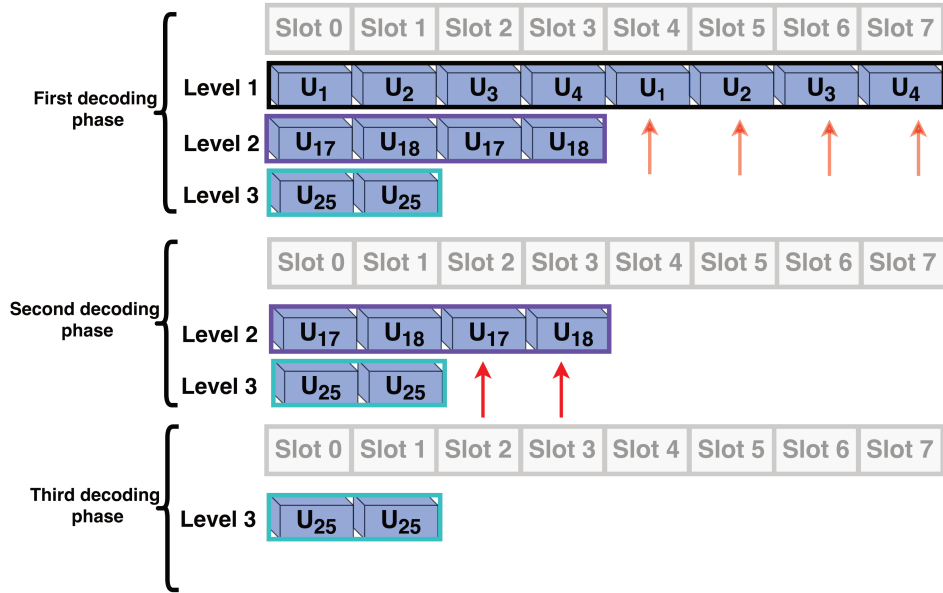 Slot 0 Slot 1 Slot 2 Slot 3 Slot 4 Slot 5 Slot 6 Slot 7
First decoding
phase
Level 1 U1 U2 U3 U4 U1 U2 U3 U4
Level 2 U17 U18 U17 U18
Level 3 U25 U25
Slot 0 Slot 1 Slot 2 Slot 3 Slot 4 Slot 5 Slot 6 Slot 7
Second decoding
phase
Level 2 U17 U18 U17 U18
Level 3 U25 U25
Slot 0 Slot 1 Slot 2 Slot 3 Slot 4 Slot 5 Slot 6 Slot 7
Third decoding
phase
Level 3 U25 U25